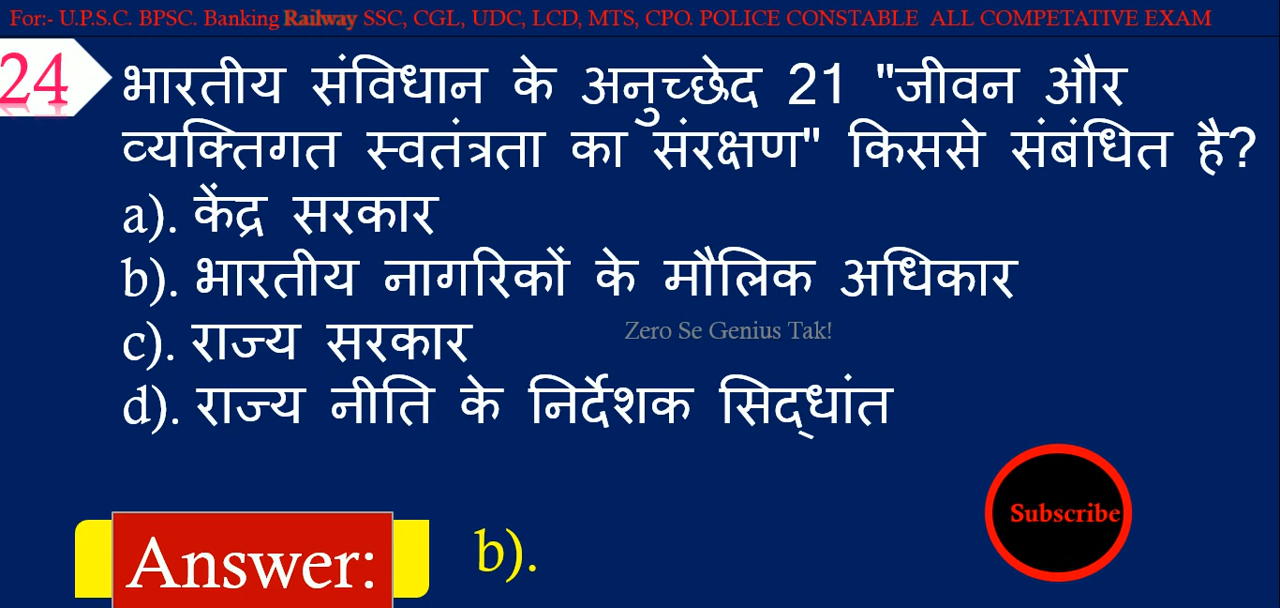 For:- U.P.S.C. BPSC. Banking Railway SSC, CGL, UDC, LCD, MTS, CPO. POLICE CONSTABLE ALL COMPETATIVE EXAM
24
भारतीय संविधान के अनुच्छेद 21 "जीवन और
व्यक्तिगत स्वतंत्रता का संरक्षण" किससे संबंधित है?
a). केंद्र सरकार
b). भारतीय नागरिकों के मौलिक अधिकार
c). राज्य सरकार
Zero Se Genius Tak!
d). राज्य नीति के निर्देशक सिद्धांत
Subscribe
Answer: b).